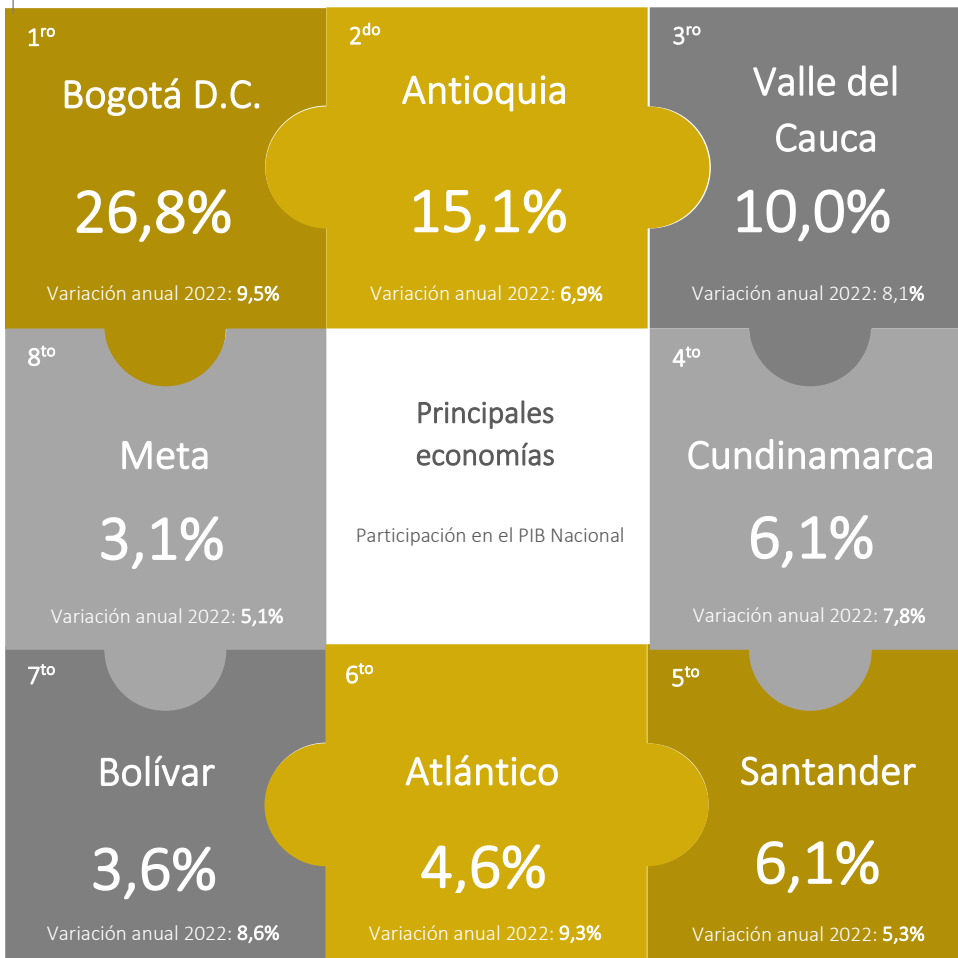 1ro
Bogotá D.C.
26,8%
Variación anual 2022: 9,5%
2do
Antioquia
15,1%
Variación anual 2022: 6,9%
3ro
Valle del
Cauca
10,0%
Variación anual 2022: 8,1%
8to
Meta
3,1%
Variación anual 2022: 5,1%
Principales
economías
Participación en el PIB Nacional
4to
Cundinamarca
6,1%
Variación anual 2022: 7,8%
7to
Bolívar
3,6%
Variación anual 2022: 8,6%
6to
Atlántico
4,6%
Variación anual 2022: 9,3%
5to
Santander
6,1%
Variación anual 2022: 5,3%